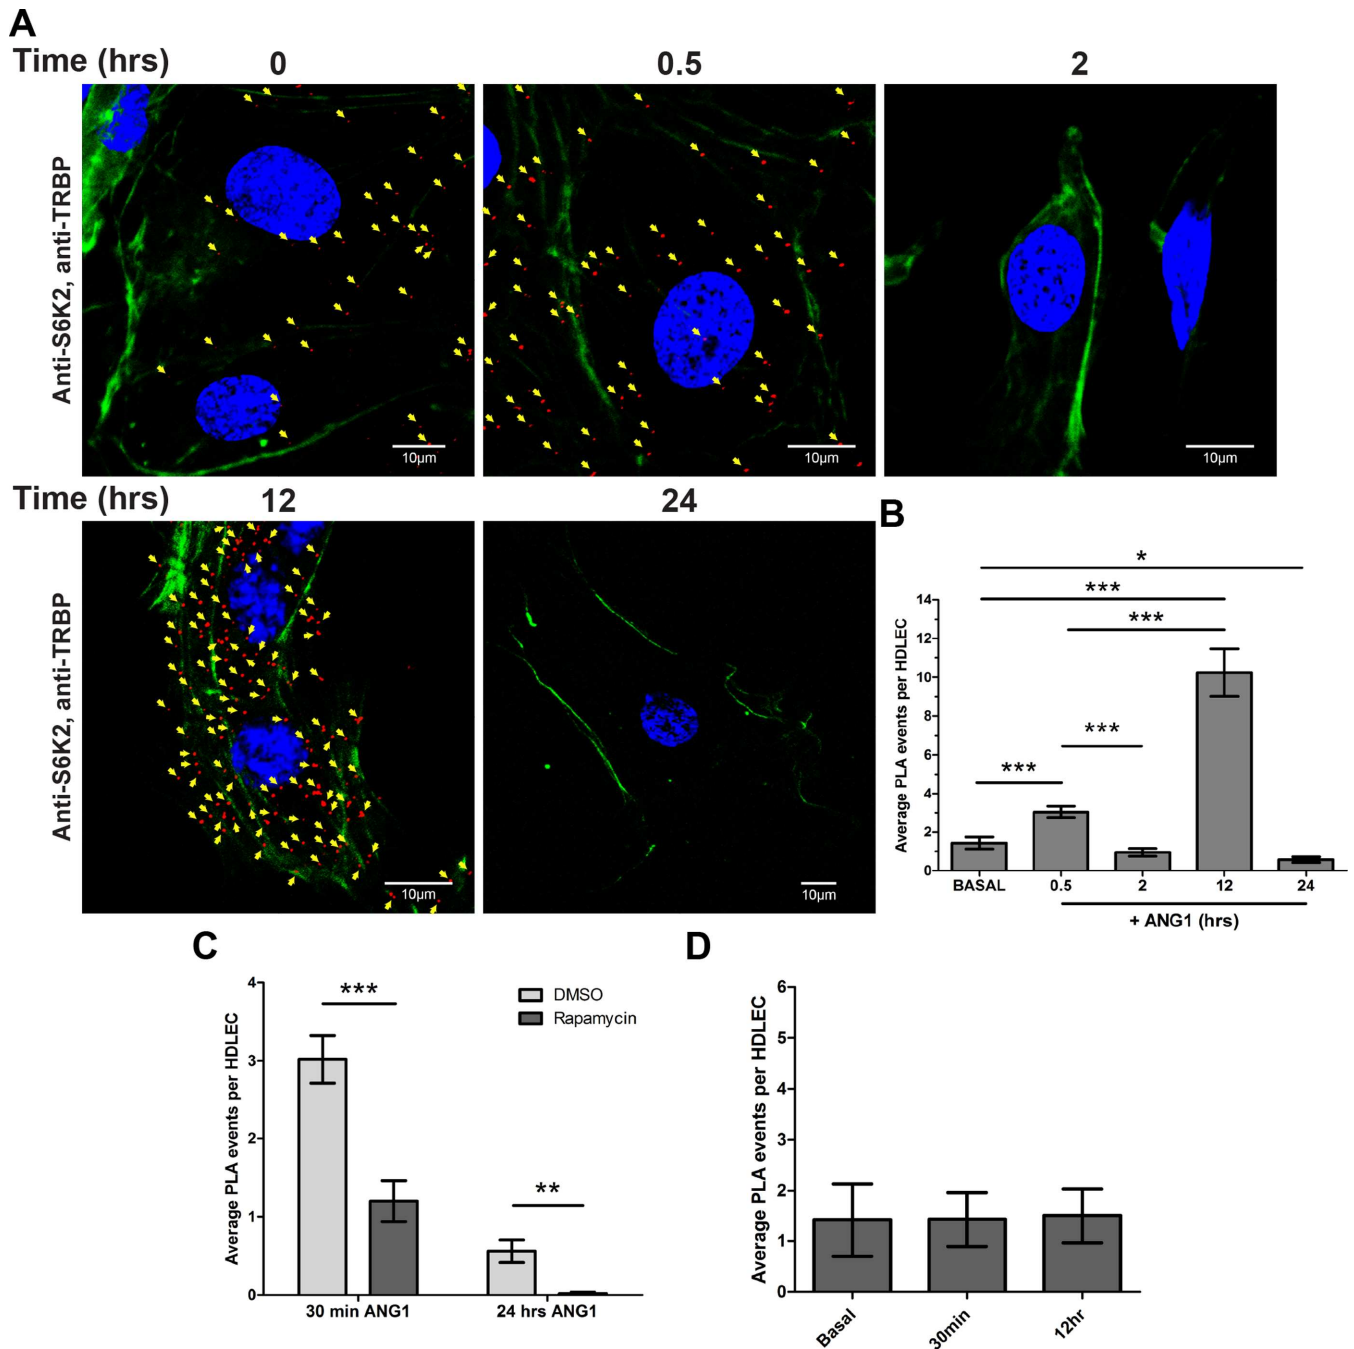 A
Time (hrs) 0 0.5 2
Anti-S6K2, anti-TRBP
10µm 10µm 10µm
Time (hrs) 12 24
Anti-S6K2, anti-TRBP
10µm 10µm
B
Average PLA events per HDLEC
14
12
10
8
6
4
2
0
*
***
***
***
***
BASAL 0.5 2 12 24
+ ANG1 (hrs)
C
Average PLA events per HDLEC
4
3
2
1
0
***
**
DMSO
Rapamycin
30 min ANG1 24 hrs ANG1
D
Average PLA events per HDLEC
6
5
4
3
2
1
0
Basal 30min 12hr